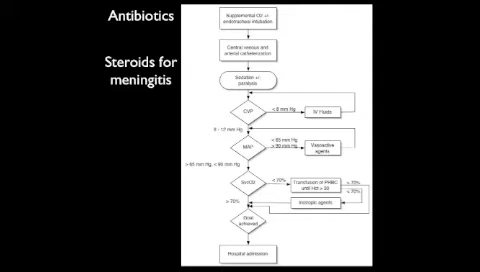 Antibiotics
Steroids for
meningitis
Supplemental O2 +/-
endotracheal intubation
Central venous and
arterial catheterization
Sedation +/-
paralysis
CVP
< 8 mm Hg
IV fluids
8 - 12 mm Hg
MAP
< 65 mm Hg
> 90 mm Hg
Vasoactive
agents
> 65 mm Hg, < 90 mm Hg
ScvO2
< 70%
Transfusion of PRBC
until Hct > 30
> 70%
< 70%
> 70%
Inotropic agents
Goal
achieved
Hospital admission